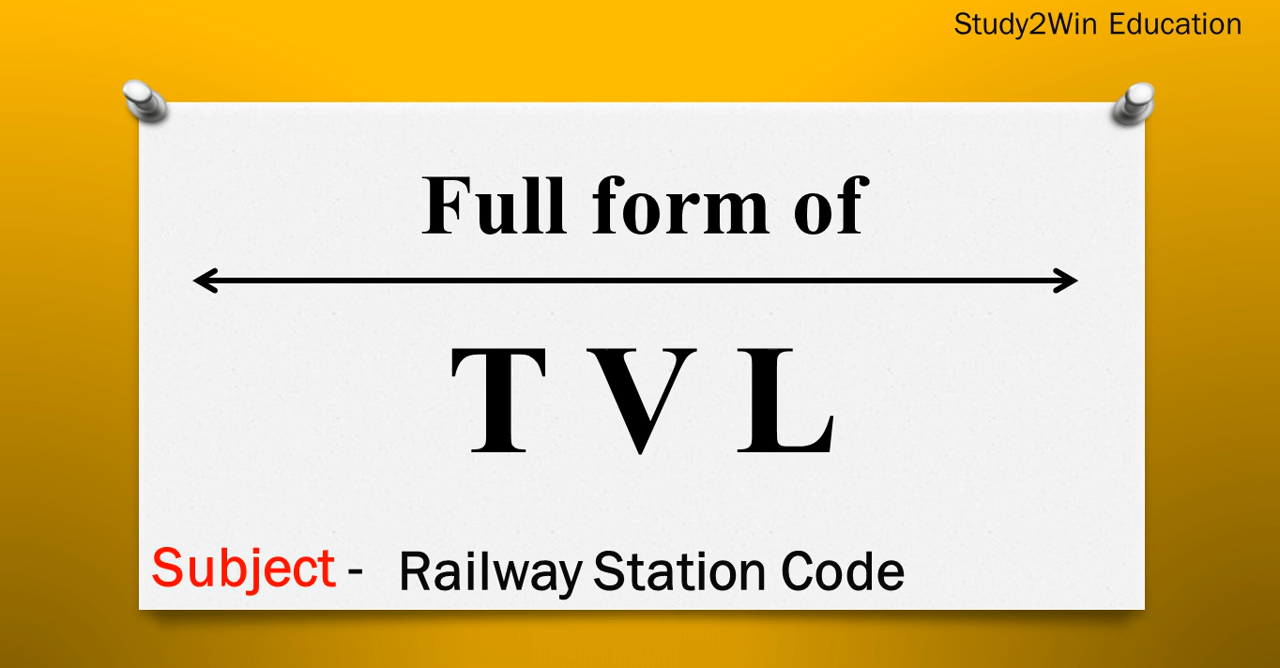 Study2Win Education
Full form of
T V L
Subject - Railway Station Code